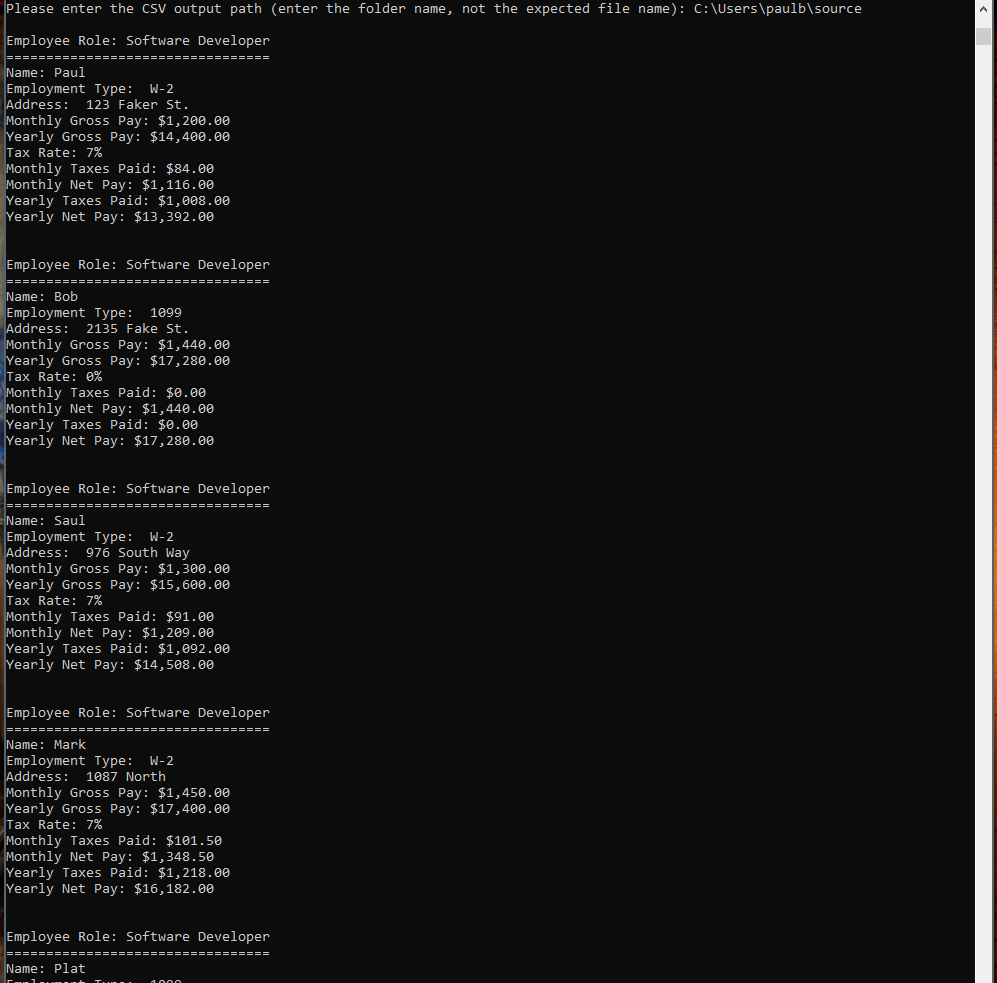 Please enter the CSV output path (enter the folder name, not the expected file name): C:\Users\paulb\source
Employee Role: Software Developer
=================================
Name: Paul
Employment Type:  W-2
Address:  123 Faker St.
Monthly Gross Pay: $1,200.00
Yearly Gross Pay: $14,400.00
Tax Rate: 7%
Monthly Taxes Paid: $84.00
Monthly Net Pay: $1,116.00
Yearly Taxes Paid: $1,008.00
Yearly Net Pay: $13,392.00
Employee Role: Software Developer
=================================
Name: Bob
Employment Type:  1099
Address:  2135 Fake St.
Monthly Gross Pay: $1,440.00
Yearly Gross Pay: $17,280.00
Tax Rate: 0%
Monthly Taxes Paid: $0.00
Monthly Net Pay: $1,440.00
Yearly Taxes Paid: $0.00
Yearly Net Pay: $17,280.00
Employee Role: Software Developer
=================================
Name: Saul
Employment Type:  W-2
Address:  976 South Way
Monthly Gross Pay: $1,300.00
Yearly Gross Pay: $15,600.00
Tax Rate: 7%
Monthly Taxes Paid: $91.00
Monthly Net Pay: $1,209.00
Yearly Taxes Paid: $1,092.00
Yearly Net Pay: $14,508.00
Employee Role: Software Developer
=================================
Name: Mark
Employment Type:  W-2
Address:  1087 North
Monthly Gross Pay: $1,450.00
Yearly Gross Pay: $17,400.00
Tax Rate: 7%
Monthly Taxes Paid: $101.50
Monthly Net Pay: $1,348.50
Yearly Taxes Paid: $1,218.00
Yearly Net Pay: $16,182.00
Employee Role: Software Developer
=================================
Name: Plat
Employment Type:  1099